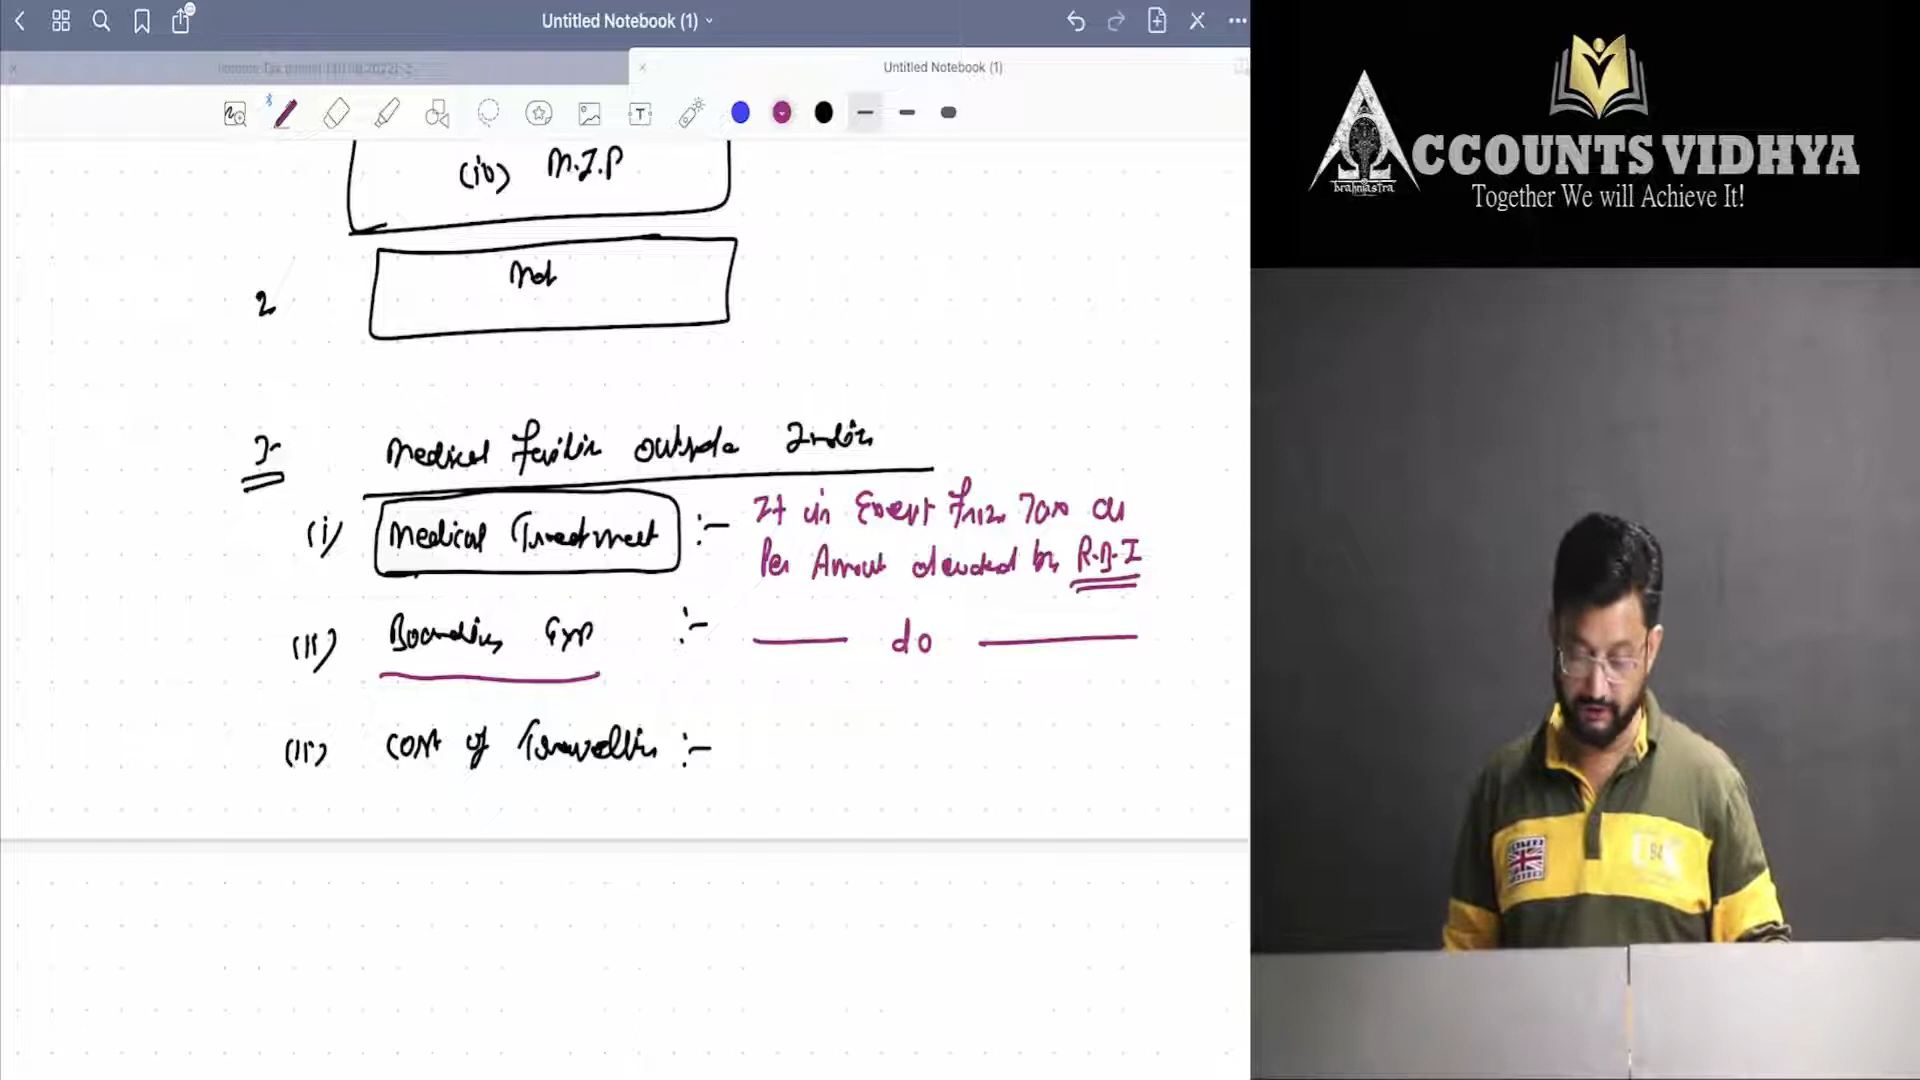 Untitled Notebook (1)
Untitled Notebook (1)
T
(iv) M.I.P
2
Not
3-
Medical Outside India
(i) Medical Treatment :- It is Exempt from Tax as
Per Amount by R.B.I
(ii) Boarding Exp :- do
(iii) Cost of Travelling :-
ACCOUNTS VIDHYA
brahmastra
Together We will Achieve It!
94